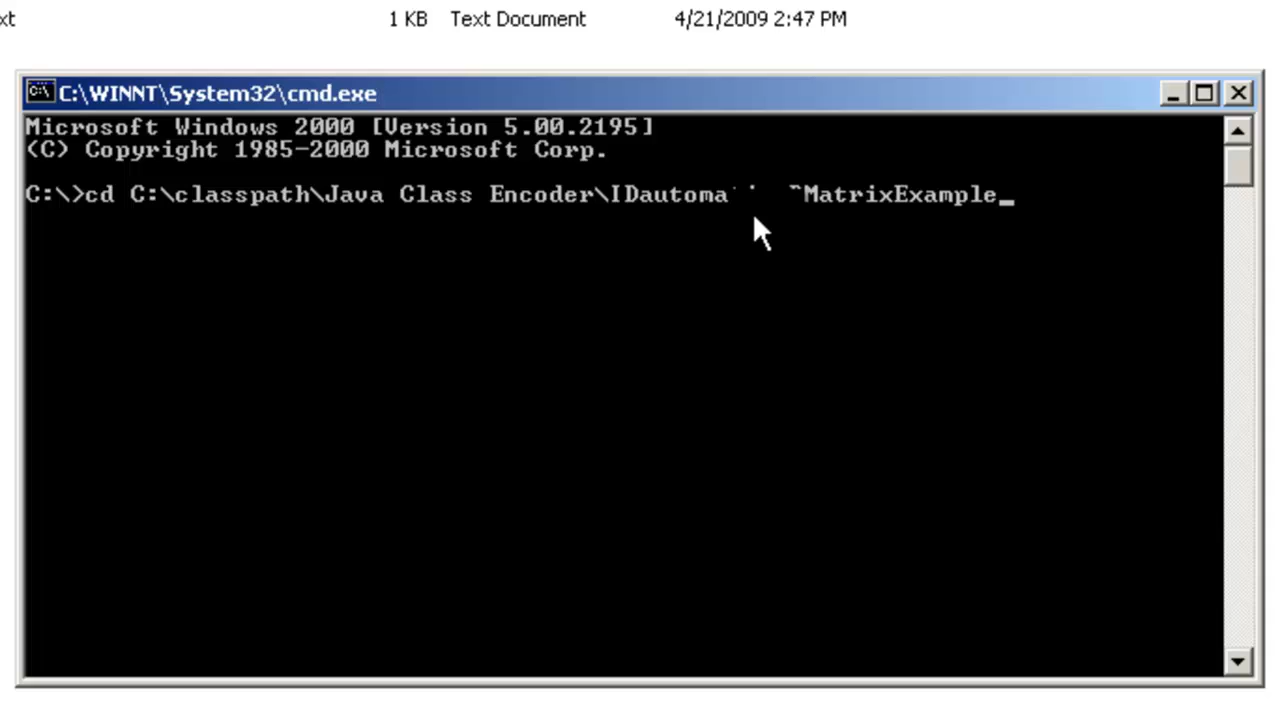 xt 1 KB Text Document 4/21/2009 2:47 PM
C:\WINNT\System32\cmd.exe
Microsoft Windows 2000 [Version 5.00.2195]
(C) Copyright 1985-2000 Microsoft Corp.
C:\>cd C:\classpath\Java Class Encoder\IDautoma MatrixExample_